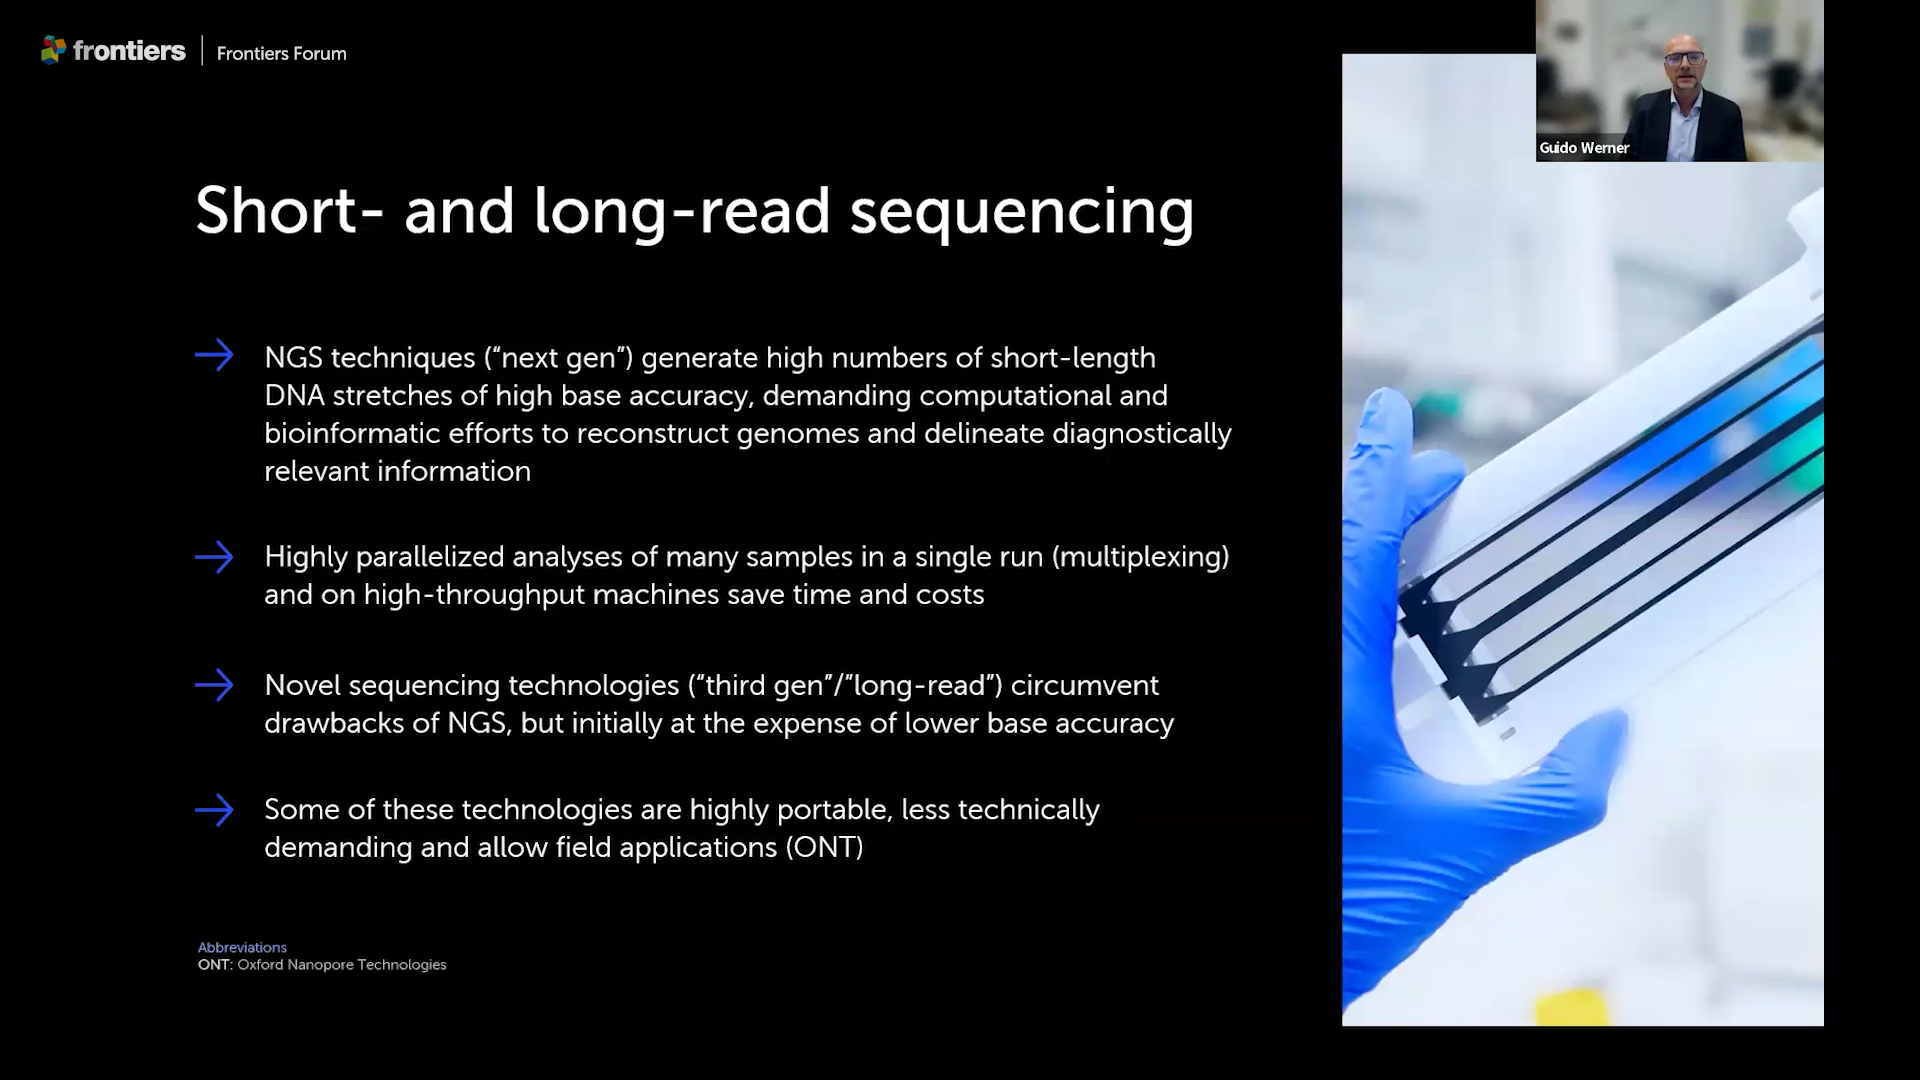 frontiers
Frontiers Forum
Guido Werner
Short- and long-read sequencing
NGS techniques (“next gen”) generate high numbers of short-length
DNA stretches of high base accuracy, demanding computational and
bioinformatic efforts to reconstruct genomes and delineate diagnostically
relevant information
Highly parallelized analyses of many samples in a single run (multiplexing)
and on high-throughput machines save time and costs
Novel sequencing technologies (“third gen”/”long-read”) circumvent
drawbacks of NGS, but initially at the expense of lower base accuracy
Some of these technologies are highly portable, less technically
demanding and allow field applications (ONT)
Abbreviations
ONT: Oxford Nanopore Technologies